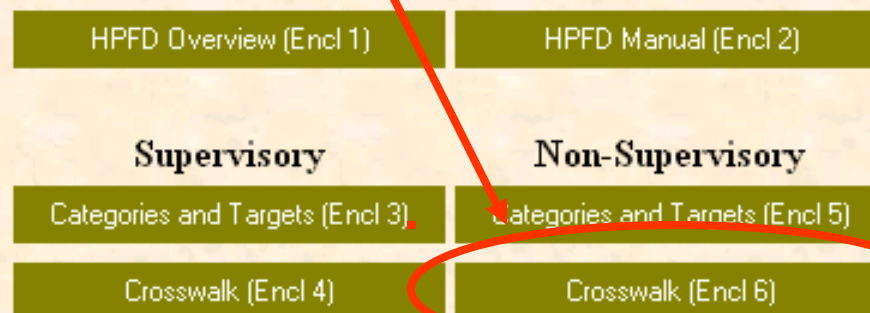 HPFD Overview (Encl 1) HPFD Manual (Encl 2)
Supervisory Non-Supervisory
Categories and Targets (Encl 3) Categories and Targets (Encl 5)
Crosswalk (Encl 4) Crosswalk (Encl 6)